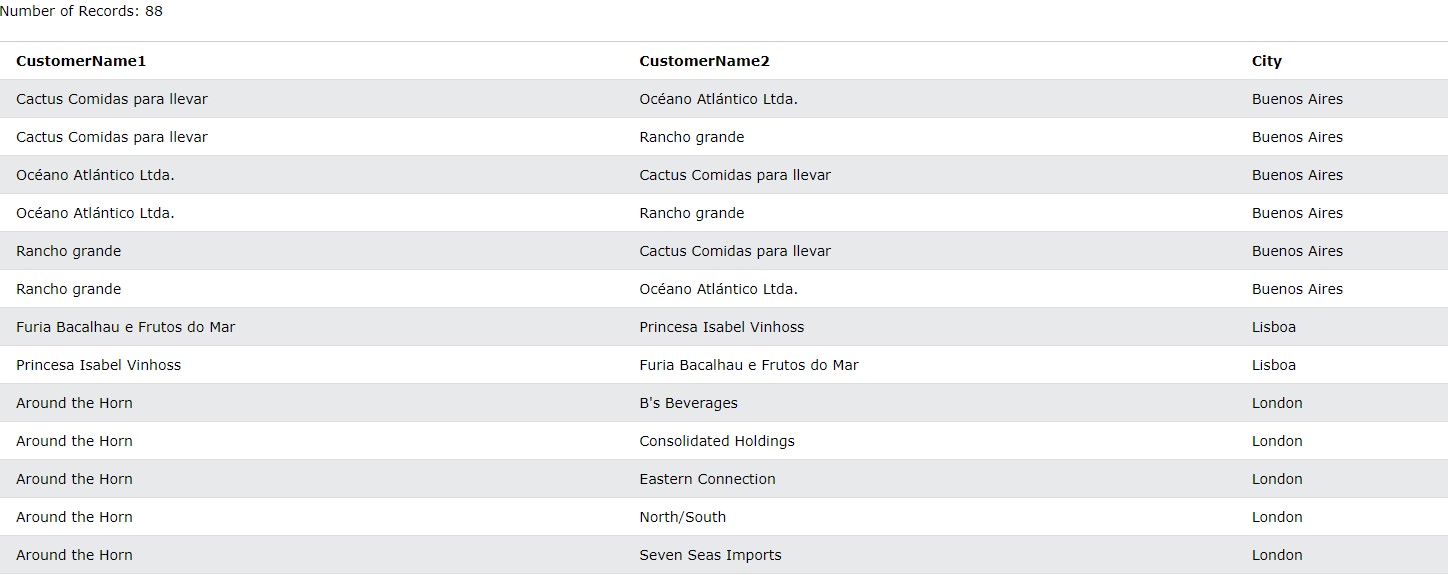 Number of Records: 88
CustomerName1 CustomerName2 City
Cactus Comidas para llevar Océano Atlántico Ltda. Buenos Aires
Cactus Comidas para llevar Rancho grande Buenos Aires
Océano Atlántico Ltda. Cactus Comidas para llevar Buenos Aires
Océano Atlántico Ltda. Rancho grande Buenos Aires
Rancho grande Cactus Comidas para llevar Buenos Aires
Rancho grande Océano Atlántico Ltda. Buenos Aires
Furia Bacalhau e Frutos do Mar Princesa Isabel Vinhoss Lisboa
Princesa Isabel Vinhoss Furia Bacalhau e Frutos do Mar Lisboa
Around the Horn B's Beverages London
Around the Horn Consolidated Holdings London
Around the Horn Eastern Connection London
Around the Horn North/South London
Around the Horn Seven Seas Imports London